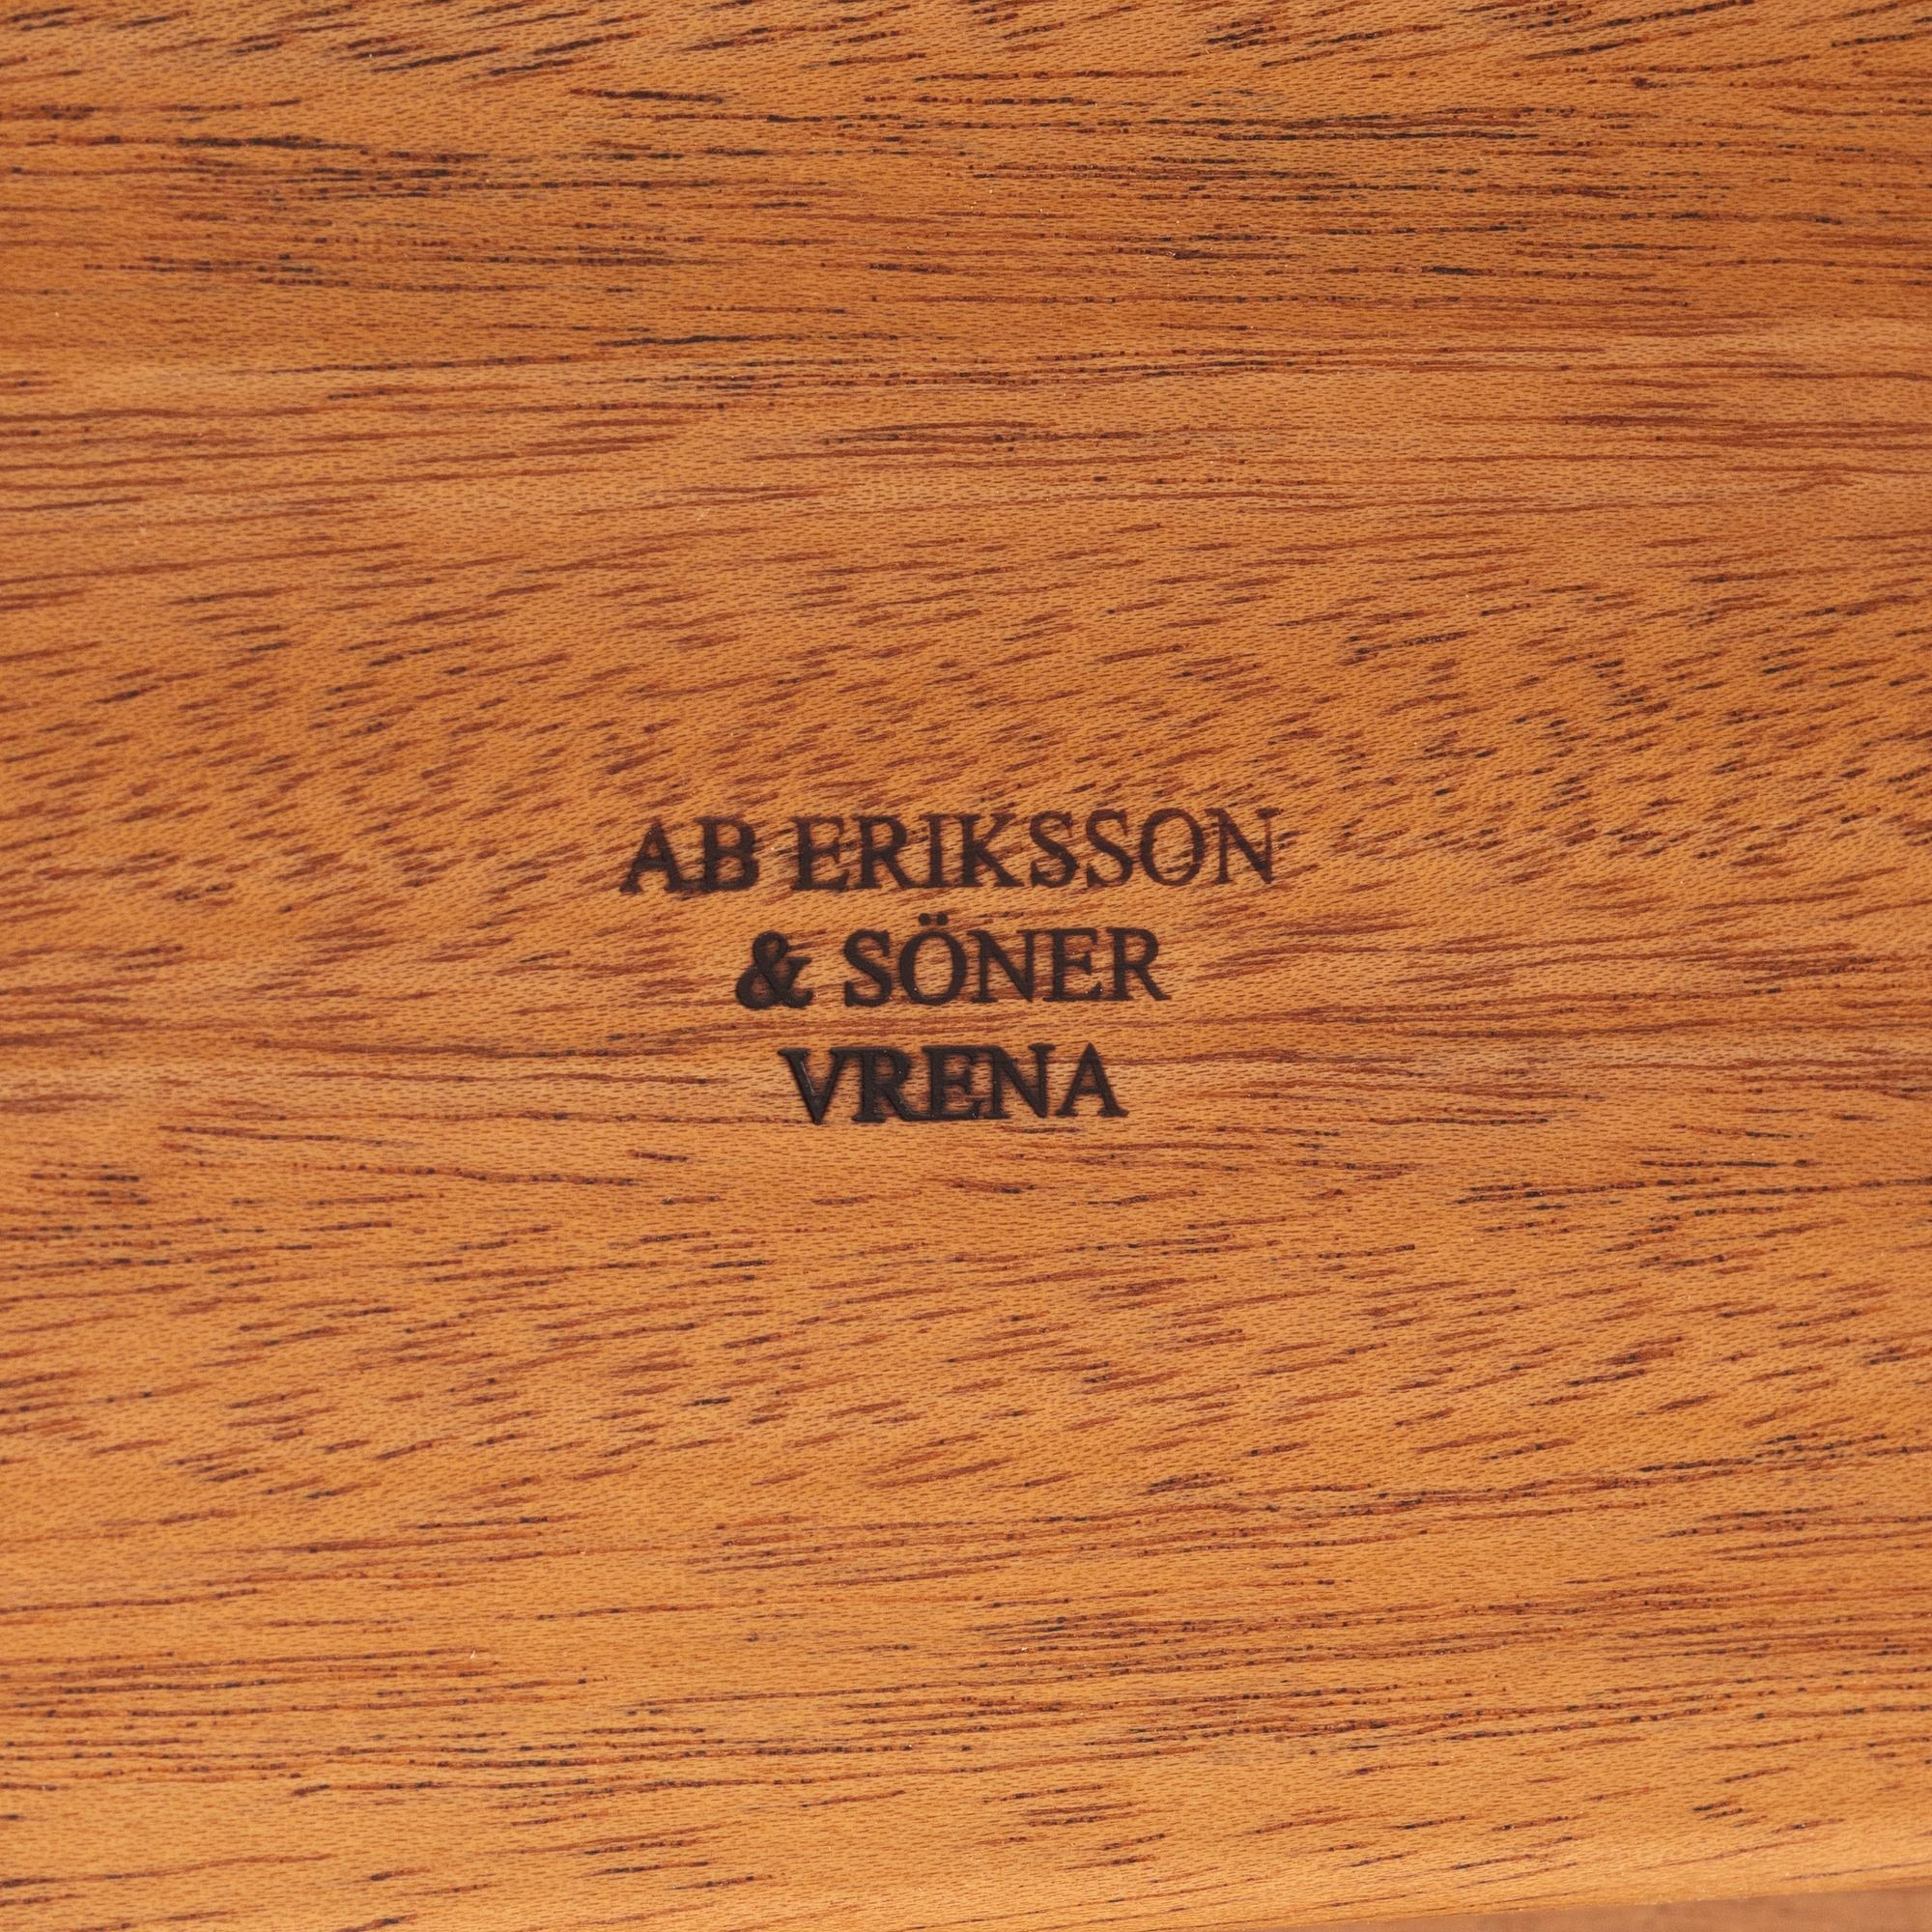 AB ERIKSSON
& SÖNER
VRENA